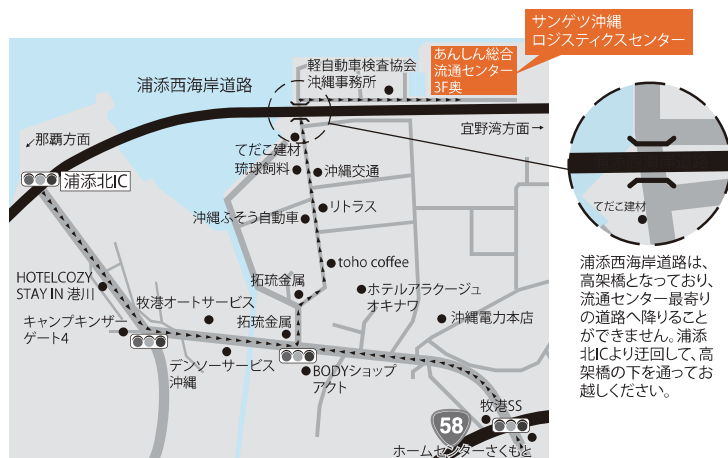 サンゲツ沖縄
ロジスティクスセンター
あんしん総合
流通センター
3F奥
軽自動車検査協会
沖縄事務所
浦添西海岸道路
那覇方面
宜野湾方面
浦添北IC
てだこ建材
琉球飼料
沖縄交通
リトラス
沖縄ふそう自動車
toho coffee
拓琉金属
ホテルアラクージュ
オキナワ
HOTELCOZY
STAY IN 港川
牧港オートサービス
キャンプキンザー
ゲート4
拓琉金属
沖縄電力本店
デンソーサービス
沖縄
BODYショップ
アクト
58
牧港SS
ホームセンターさくもと
てだこ建材
浦添西海岸道路は、
高架橋となっており、
流通センター最寄り
の道路へ降りること
ができません。浦添
北ICより迂回して、高
架橋の下を通ってお
越しください。